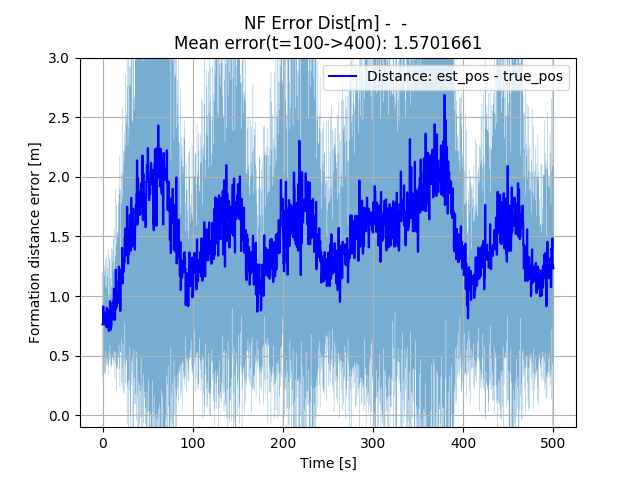 NF Error Dist[m] -  -
Mean error(t=100->400): 1.5701661
Distance: est_pos - true_pos
Formation distance error [m]
3.0
2.5
2.0
1.5
1.0
0.5
0.0
0 100 200 300 400 500
Time [s]